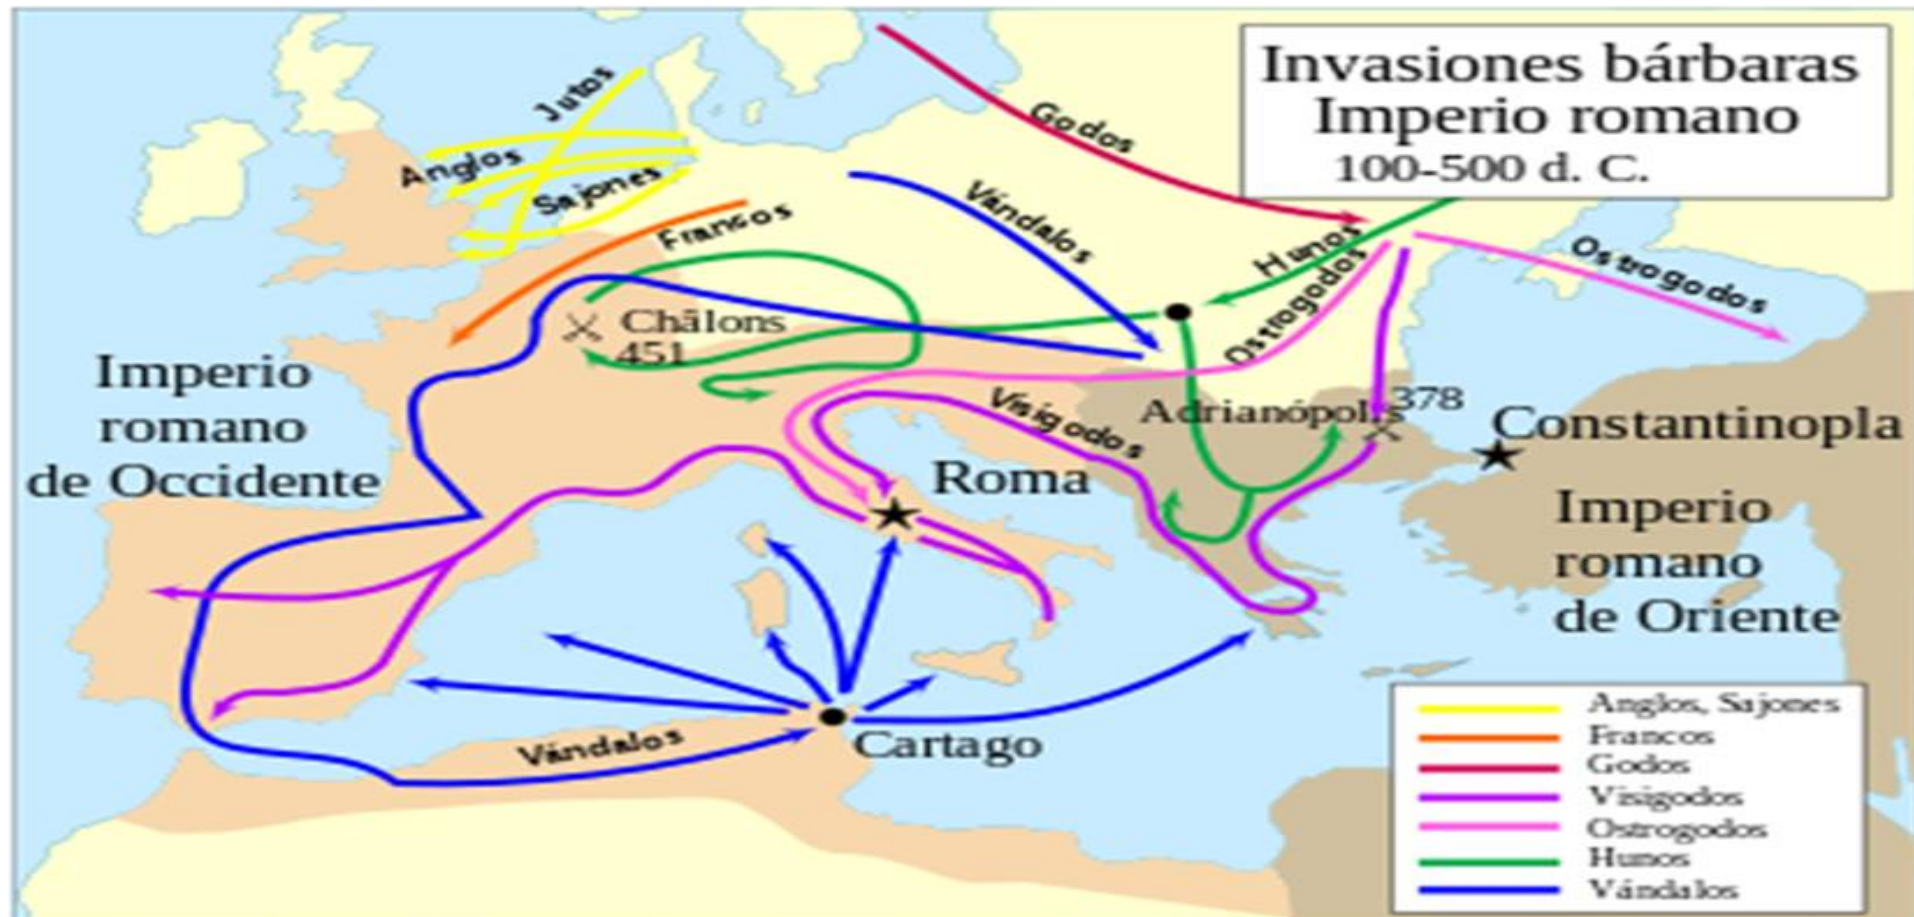 Invasiones bárbaras
Imperio romano
100-500 d. C.
Jutos
Anglos
Sajones
Francos
Godos
Vándalos
Hunos
Ostrogodos
Ostrogodos
Châlons
451
Imperio
romano
de Occidente
Visigodos
Adrianópolis
378
Constantinopla
Roma
Imperio
romano
de Oriente
Vándalos
Cartago
Anglos, Sajones
Francos
Godos
Visigodos
Ostrogodos
Hunos
Vándalos